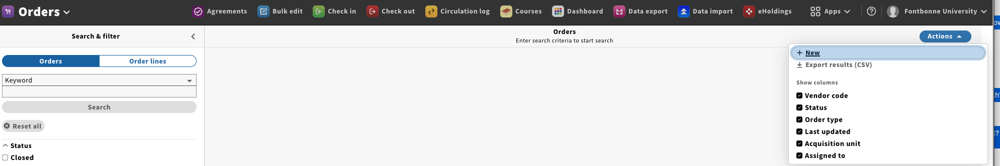 Orders
Agreements
Bulk edit
Check in
Check out
Circulation log
Courses
Dashboard
Data export
Data import
eHoldings
Apps
Fontbonne University
Search & filter
Orders
Enter search criteria to start search
Actions
Orders
Order lines
Keyword
Search
Reset all
Status
Closed
New
Export results (CSV)
Show columns
Vendor code
Status
Order type
Last updated
Acquisition unit
Assigned to